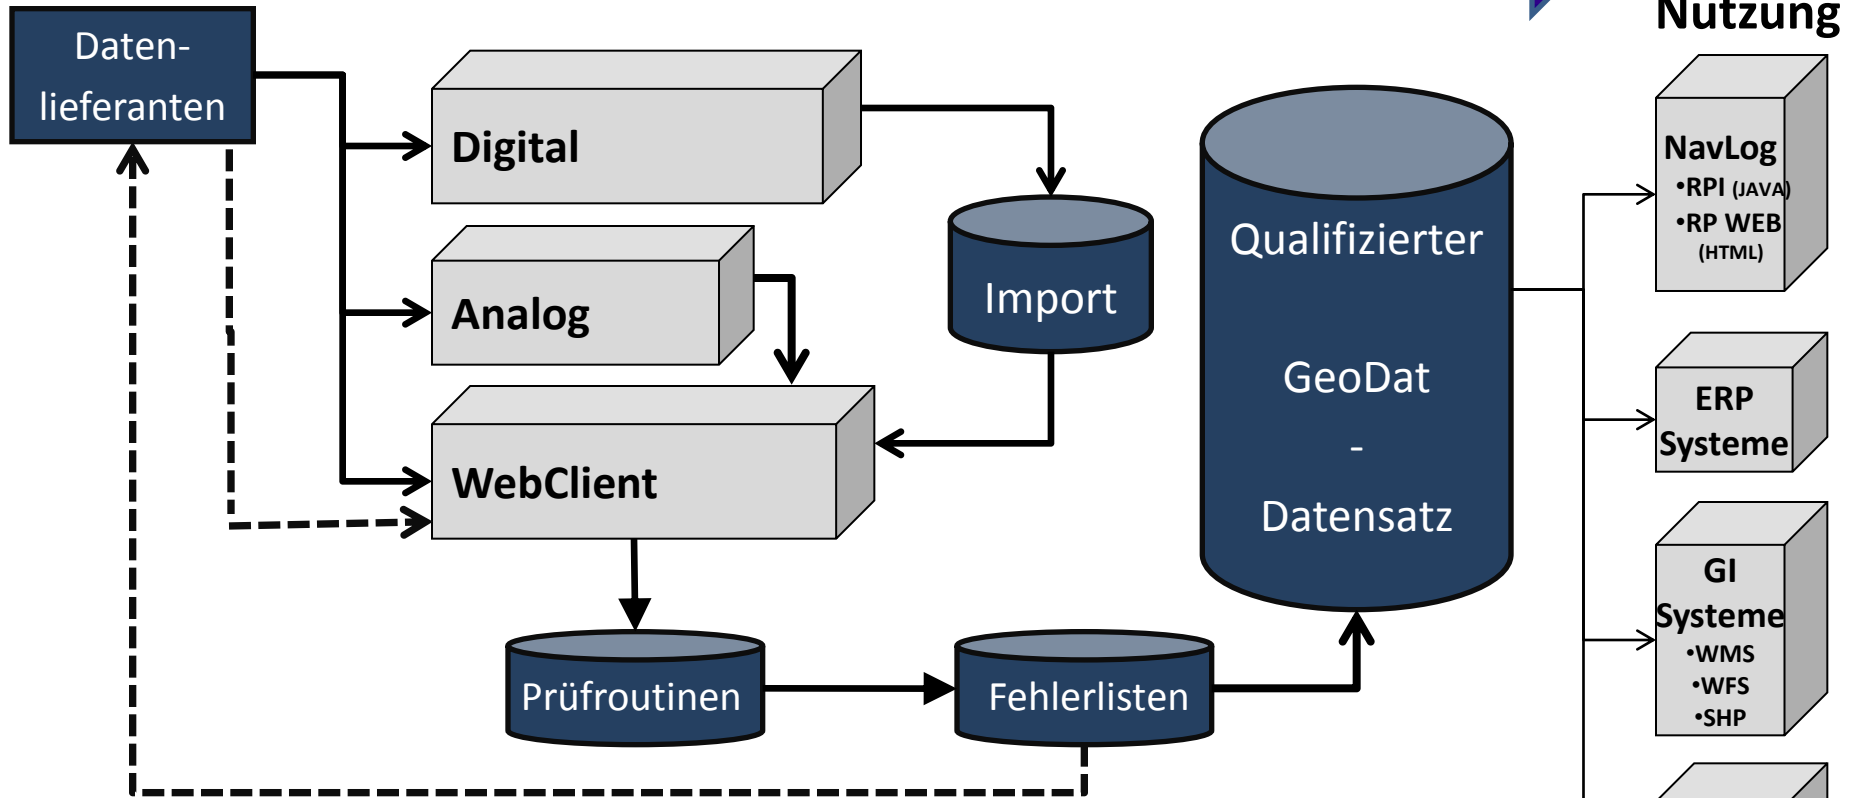 Nutzung
Daten-
lieferanten
Digital
Analog
WebClient
Import
Prüfroutinen
Fehlerlisten
Qualifizierter
GeoDat
-
Datensatz
NavLog
•RPI (JAVA)
•RP WEB
(HTML)
ERP
Systeme
GI
Systeme
•WMS
•WFS
•SHP